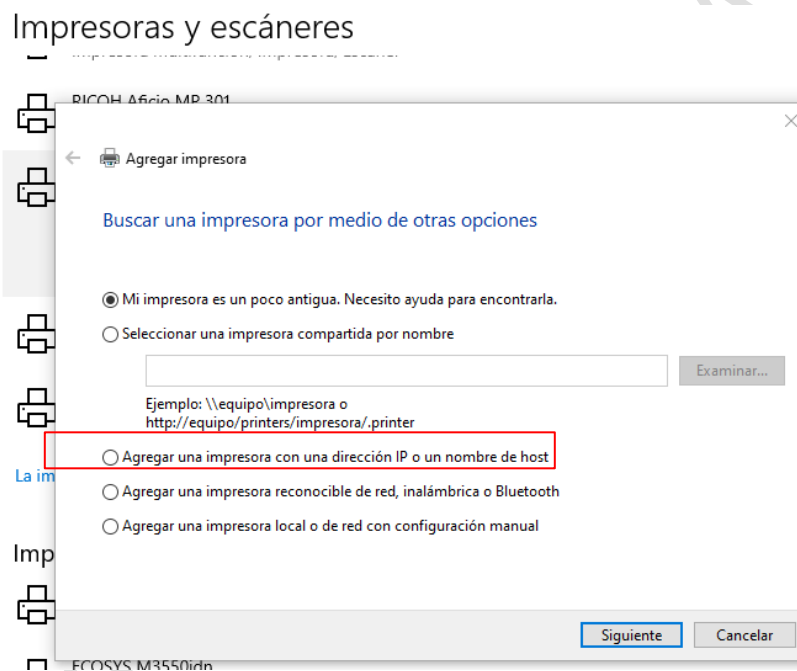 Impresoras y escáneres
RICOH Aficio MP 301
Agregar impresora
Buscar una impresora por medio de otras opciones
Mi impresora es un poco antigua. Necesito ayuda para encontrarla.
Seleccionar una impresora compartida por nombre
Examinar...
Ejemplo: \\equipo\impresora o
http://equipo/printers/impresora/.printer
Agregar una impresora con una dirección IP o un nombre de host
La im
Agregar una impresora reconocible de red, inalámbrica o Bluetooth
Agregar una impresora local o de red con configuración manual
Imp
Siguiente
Cancelar
ECOSYS M3550idn